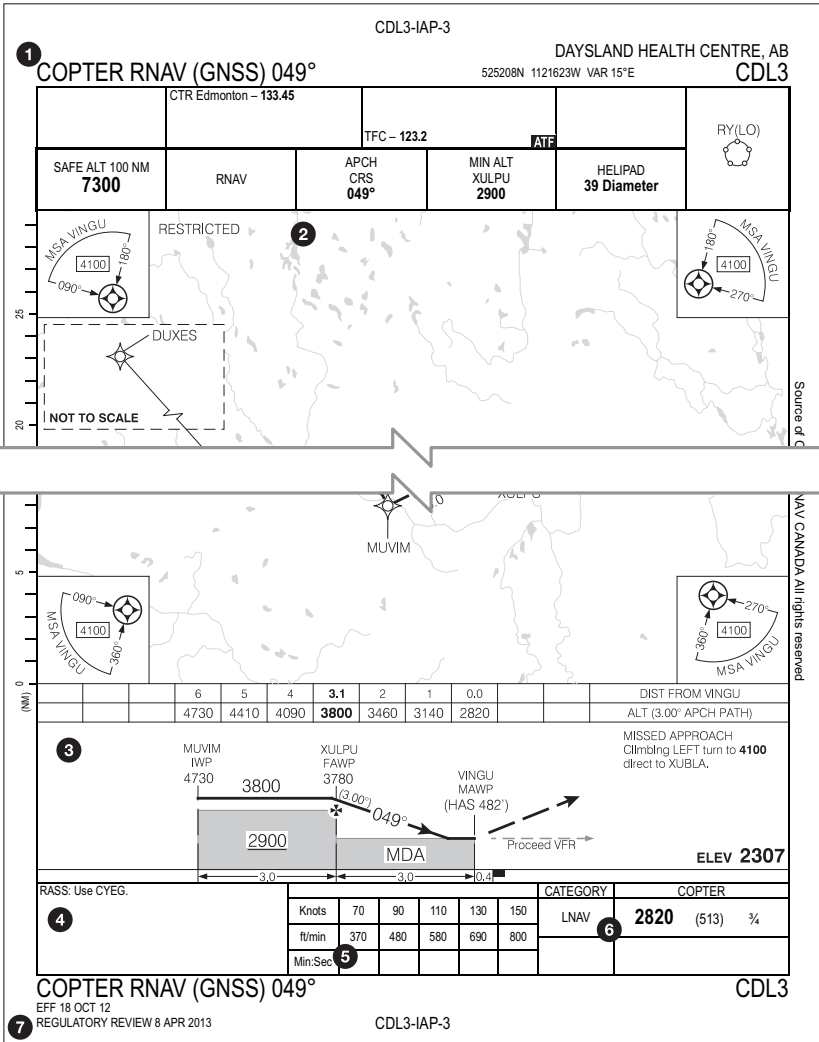 CDL3-IAP-3
1
DAYSLAND HEALTH CENTRE, AB
COPTER RNAV (GNSS) 049°
525208N 1121623W VAR 15°E
CDL3
CTR Edmonton – 133.45
TFC – 123.2
ATF
RY(LO)
SAFE ALT 100 NM
7300
RNAV
APCH
CRS
049°
MIN ALT
XULPU
2900
HELIPAD
39 Diameter
MSA VINGU
4100
180°
090°
RESTRICTED
2
MSA VINGU
180°
4100
270°
25
DUXES
NOT TO SCALE
20
Source of C
NAV CANADA All rights reserved
MUVIM
5
090°
4100
MSA VINGU
360°
270°
4100
360°
MSA VINGU
0
(NM)
6 5 4 3.1 2 1 0.0 DIST FROM VINGU
4730 4410 4090 3800 3460 3140 2820 ALT (3.00° APCH PATH)
3
MISSED APPROACH
Climbing LEFT turn to 4100
direct to XUBLA.
MUVIM
IWP
4730
3800
XULPU
FAWP
3780
(3.00°)
049°
VINGU
MAWP
(HAS 482')
2900
MDA
Proceed VFR
ELEV 2307
3.0 3.0 0.4
RASS: Use CYEG.
4
Knots 70 90 110 130 150
ft/min 370 480 580 690 800
Min:Sec
5
CATEGORY COPTER
LNAV 2820 (513) ¾
6
COPTER RNAV (GNSS) 049°
CDL3
EFF 18 OCT 12
7
REGULATORY REVIEW 8 APR 2013
CDL3-IAP-3